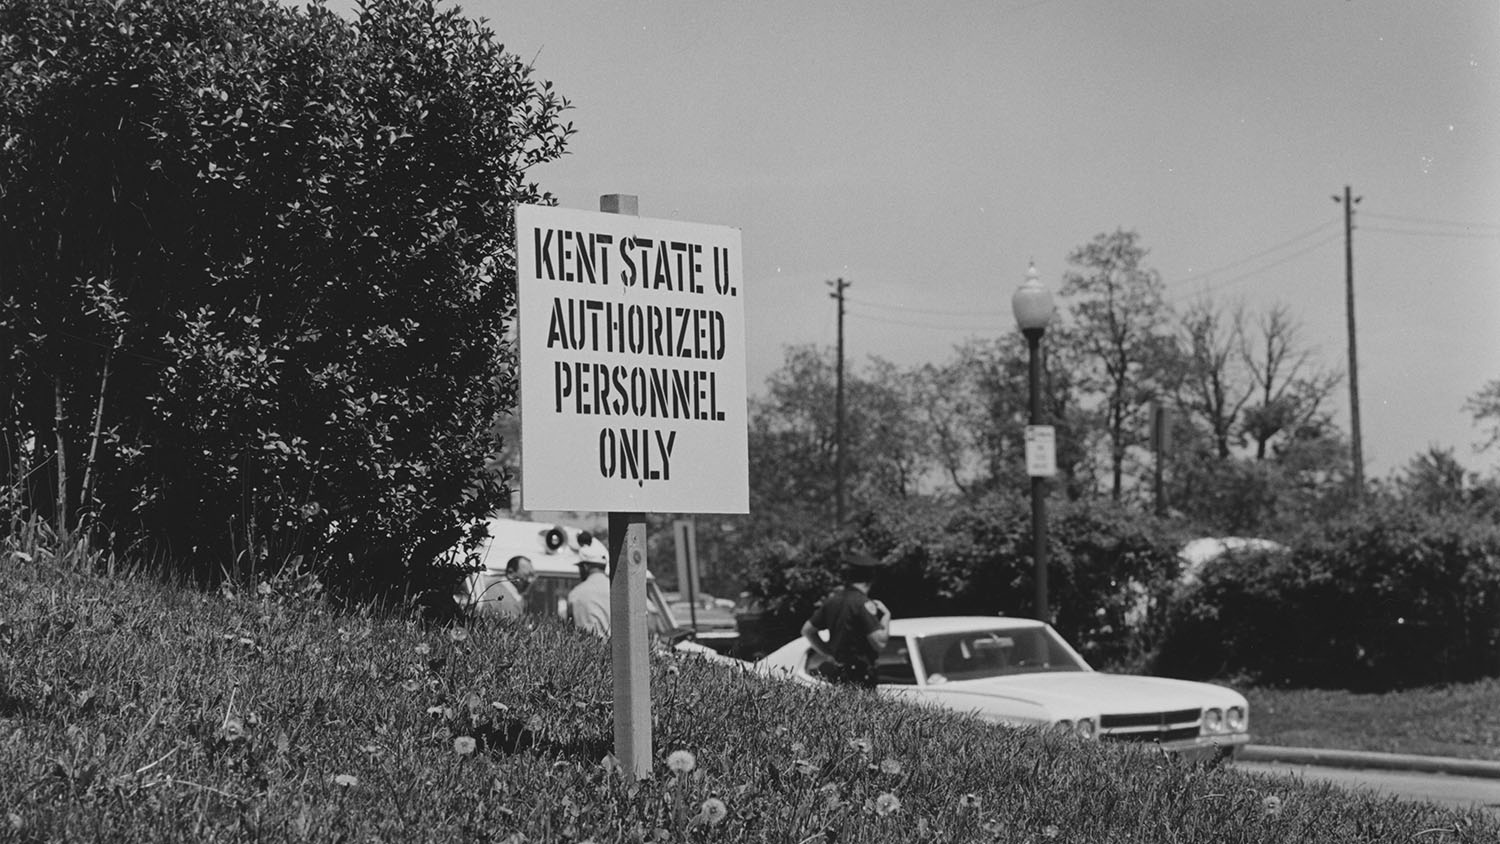 KENT STATE U.
AUTHORIZED
PERSONNEL
ONLY